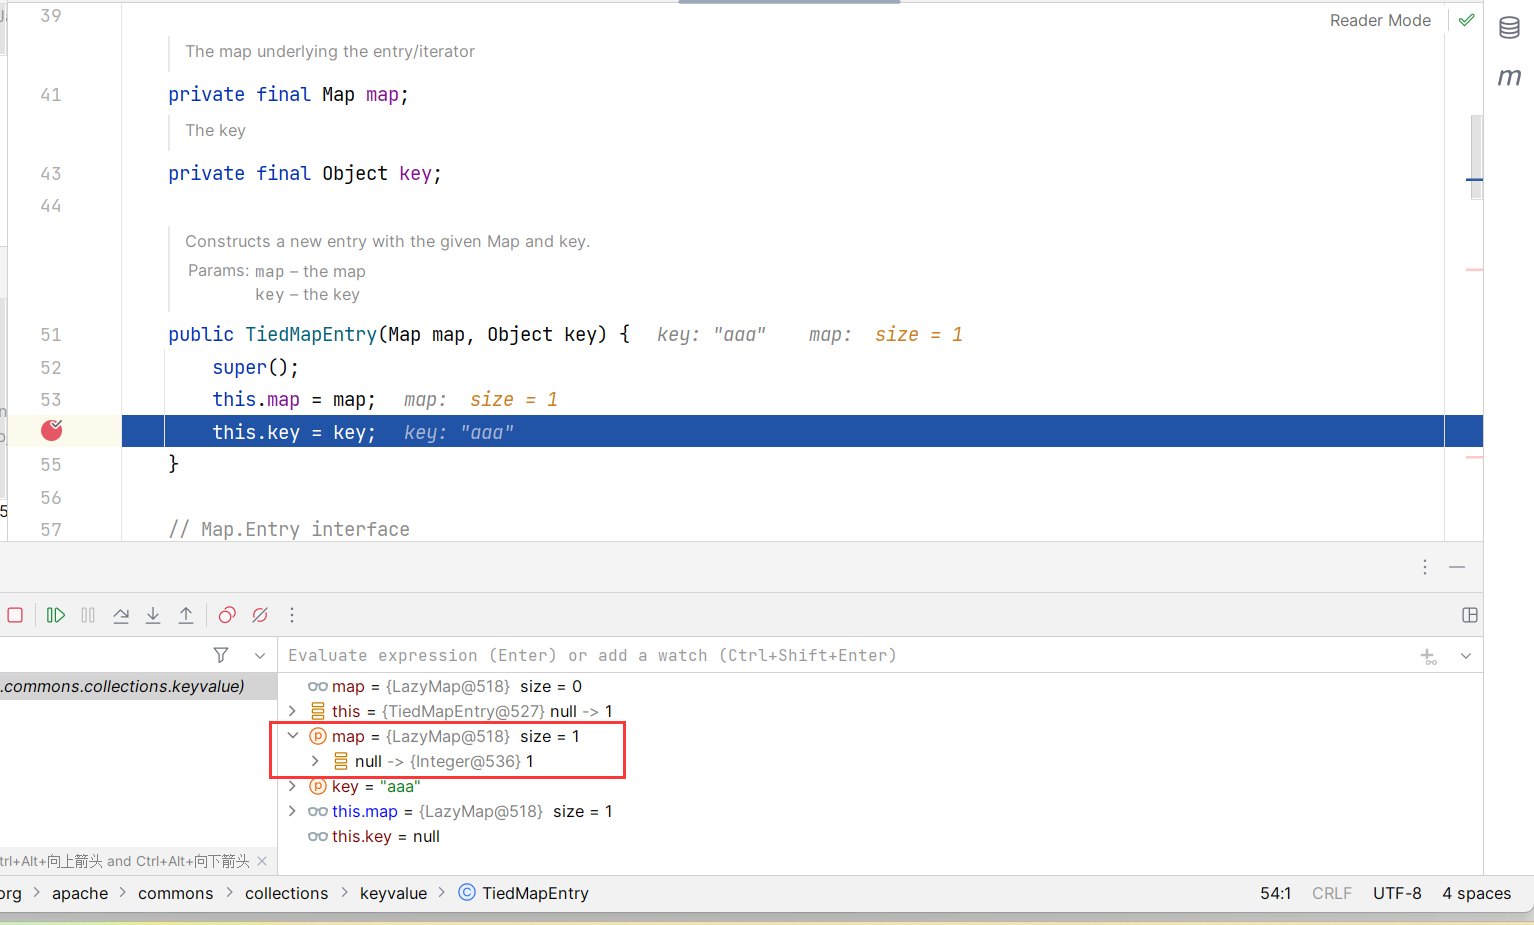 39
Reader Mode
The map underlying the entry/iterator
41 private final Map map;
The key
43 private final Object key;
44
Constructs a new entry with the given Map and key.
Params: map – the map
key – the key
51 public TiedMapEntry(Map map, Object key) { key: "aaa" map: size = 1
52 super();
53 this.map = map; map: size = 1
this.key = key; key: "aaa"
55 }
56
57 // Map.Entry interface
Evaluate expression (Enter) or add a watch (Ctrl+Shift+Enter)
.commons.collections.keyvalue)
map = {LazyMap@518} size = 0
this = {TiedMapEntry@527} null -> 1
map = {LazyMap@518} size = 1
null -> {Integer@536} 1
key = "aaa"
this.map = {LazyMap@518} size = 1
this.key = null
trl+Alt+向上箭头 and Ctrl+Alt+向下箭头
org > apache > commons > collections > keyvalue > TiedMapEntry
54:1 CRLF UTF-8 4 spaces